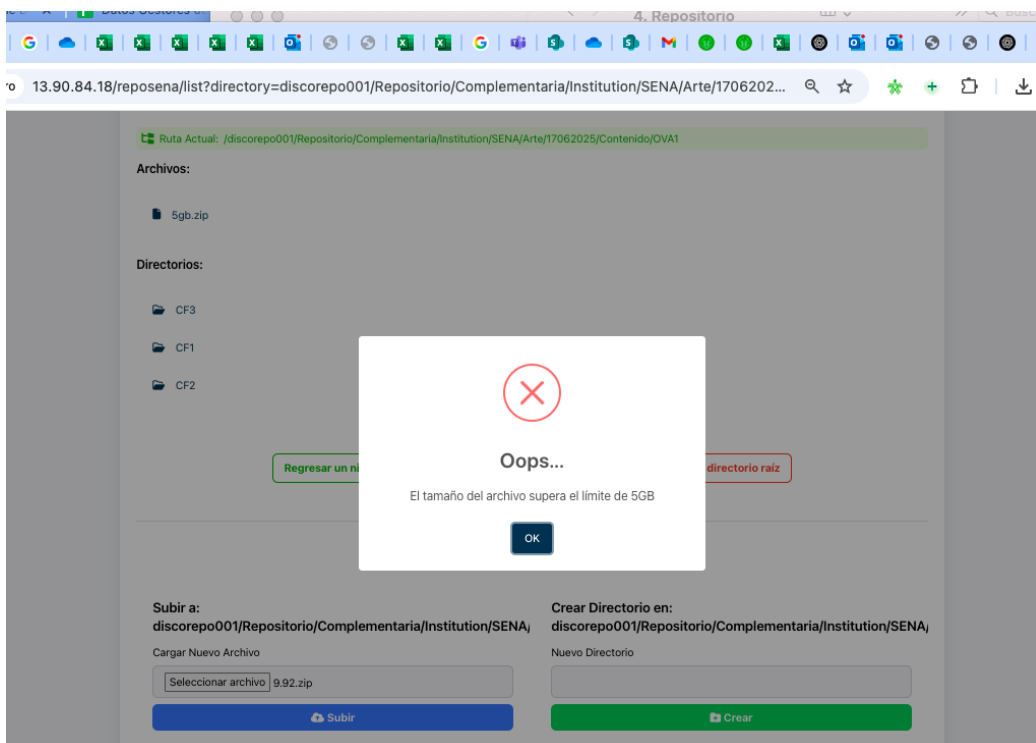 4. Repositorio
13.90.84.18/reposena/list?directory=discorepo001/Repositorio/Complementaria/Institution/SENA/Arte/1706202...
Ruta Actual: /discorepo001/Repositorio/Complementaria/Institution/SENA/Arte/17062025/Contenido/OVA1
Archivos:
5gb.zip
Directorios:
CF3
CF1
CF2
Oops...
Regresar un ni
directorio raíz
El tamaño del archivo supera el límite de 5GB
OK
Subir a:
discorepo001/Repositorio/Complementaria/Institution/SENA/
Cargar Nuevo Archivo
Seleccionar archivo 9.92.zip
Subir
Crear Directorio en:
discorepo001/Repositorio/Complementaria/Institution/SENA/
Nuevo Directorio
Crear